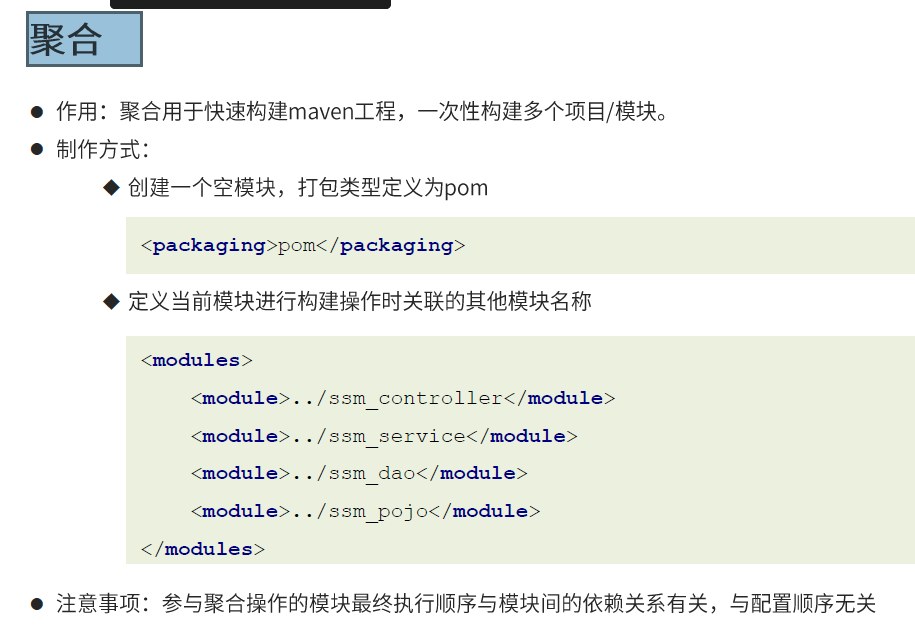 聚合
作用：聚合用于快速构建maven工程，一次性构建多个项目/模块。
制作方式：
创建一个空模块，打包类型定义为pom
<packaging>pom</packaging>
定义当前模块进行构建操作时关联的其他模块名称
<modules>
<module>../ssm_controller</module>
<module>../ssm_service</module>
<module>../ssm_dao</module>
<module>../ssm_pojo</module>
</modules>
注意事项：参与聚合操作的模块最终执行顺序与模块间的依赖关系有关，与配置顺序无关